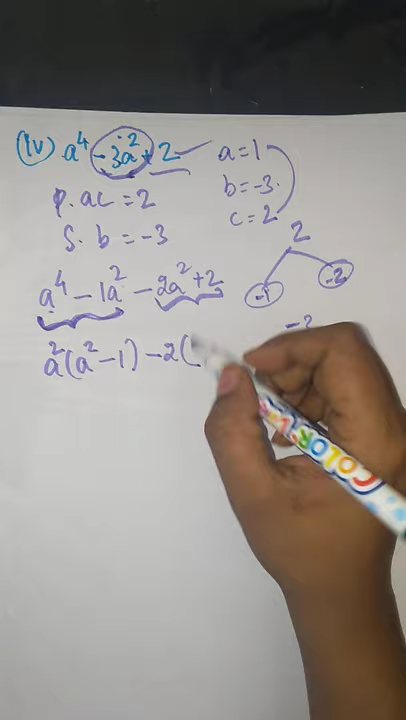 (iv) a⁴ - 3a² + 2
a = 1
b = -3.
c = 2
p. ac = 2
S. b = -3
2
-1 -2
a⁴ - 1a² - 2a² + 2
a²(a² - 1) - 2(
COLOR